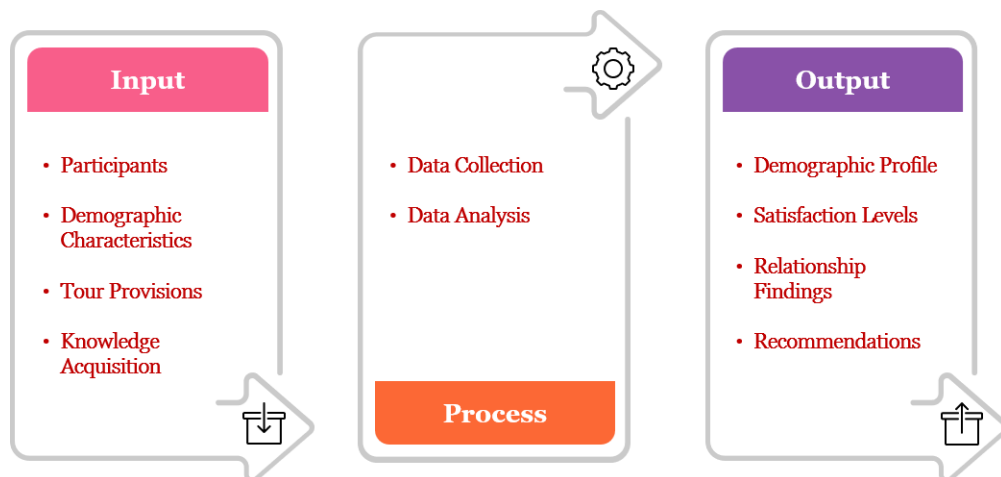 Input
• Participants
• Demographic
Characteristics
• Tour Provisions
• Knowledge
Acquisition
• Data Collection
• Data Analysis
Process
Output
• Demographic Profile
• Satisfaction Levels
• Relationship
Findings
• Recommendations